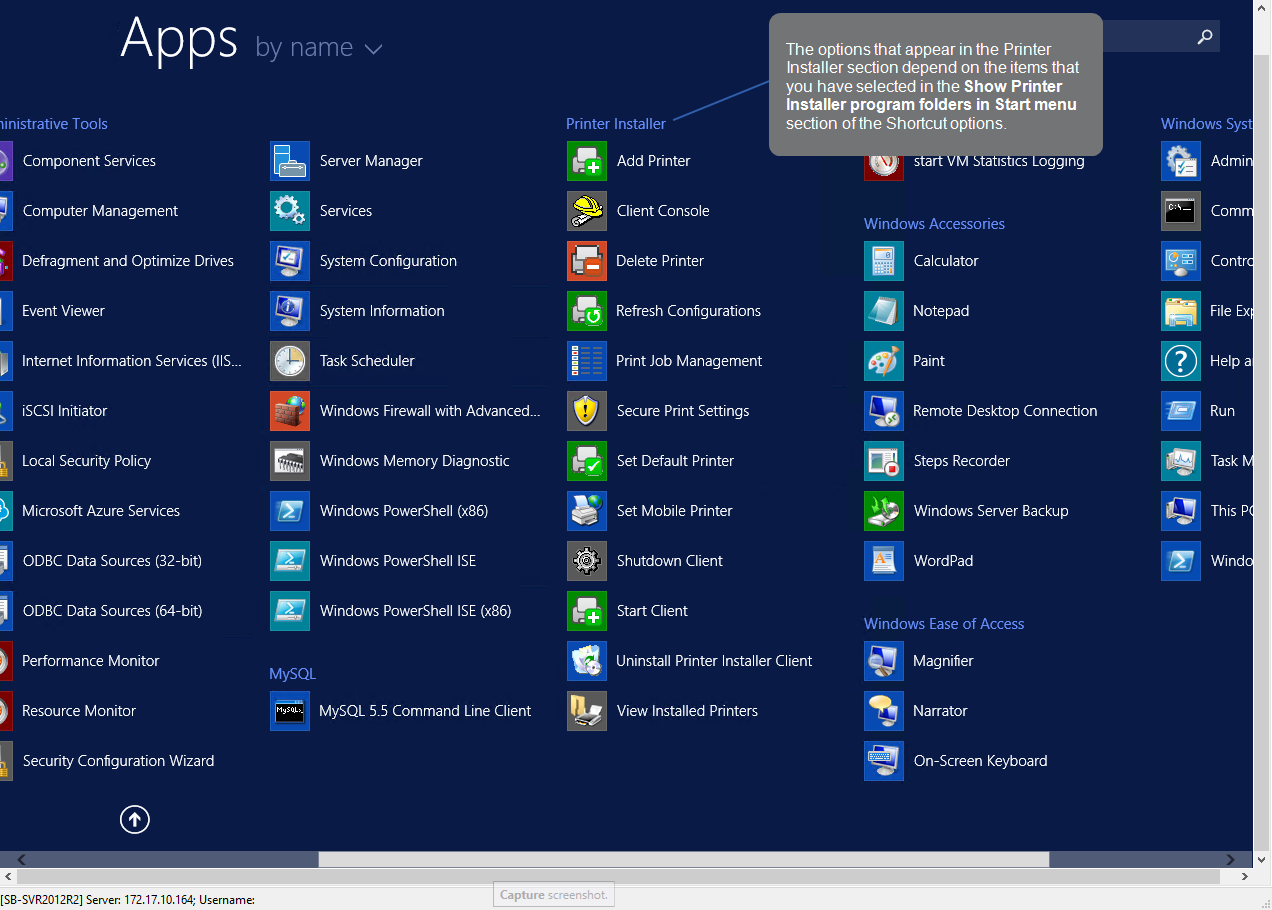 Apps by name
The options that appear in the Printer
Installer section depend on the items that
you have selected in the Show Printer
Installer program folders in Start menu
section of the Shortcut options.
ninistrative Tools
Component Services
Computer Management
Defragment and Optimize Drives
Event Viewer
Internet Information Services (IIS...
iSCSI Initiator
Local Security Policy
Microsoft Azure Services
ODBC Data Sources (32-bit)
ODBC Data Sources (64-bit)
Performance Monitor
Resource Monitor
Security Configuration Wizard
Server Manager
Services
System Configuration
System Information
Task Scheduler
Windows Firewall with Advanced...
Windows Memory Diagnostic
Windows PowerShell (x86)
Windows PowerShell ISE
Windows PowerShell ISE (x86)
MySQL
MySQL 5.5 Command Line Client
Printer Installer
Add Printer
Client Console
Delete Printer
Refresh Configurations
Print Job Management
Secure Print Settings
Set Default Printer
Set Mobile Printer
Shutdown Client
Start Client
Uninstall Printer Installer Client
View Installed Printers
start VM Statistics Logging
Windows Accessories
Calculator
Notepad
Paint
Remote Desktop Connection
Steps Recorder
Windows Server Backup
WordPad
Windows Ease of Access
Magnifier
Narrator
On-Screen Keyboard
Windows Syst
Admin
Comm
Contro
File Exp
Help a
Run
Task M
This PC
Windo
[SB-SVR2012R2] Server: 172.17.10.164; Username:
Capture screenshot.